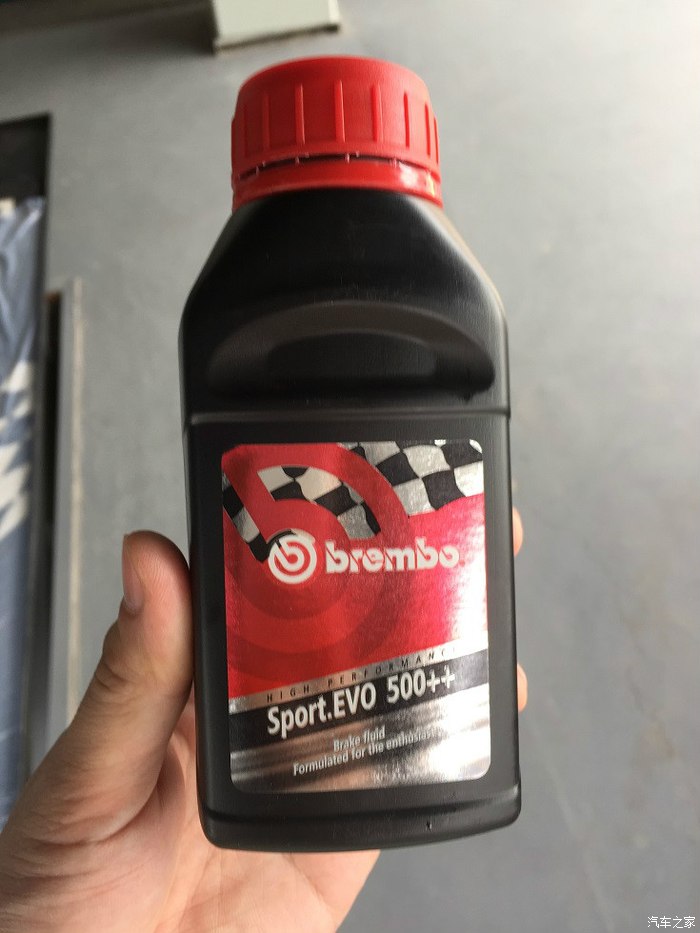 brembo
HIGH PERFORMANCE
Sport.EVO 500++
Brake fluid
Formulated for the enthusiast
汽车之家